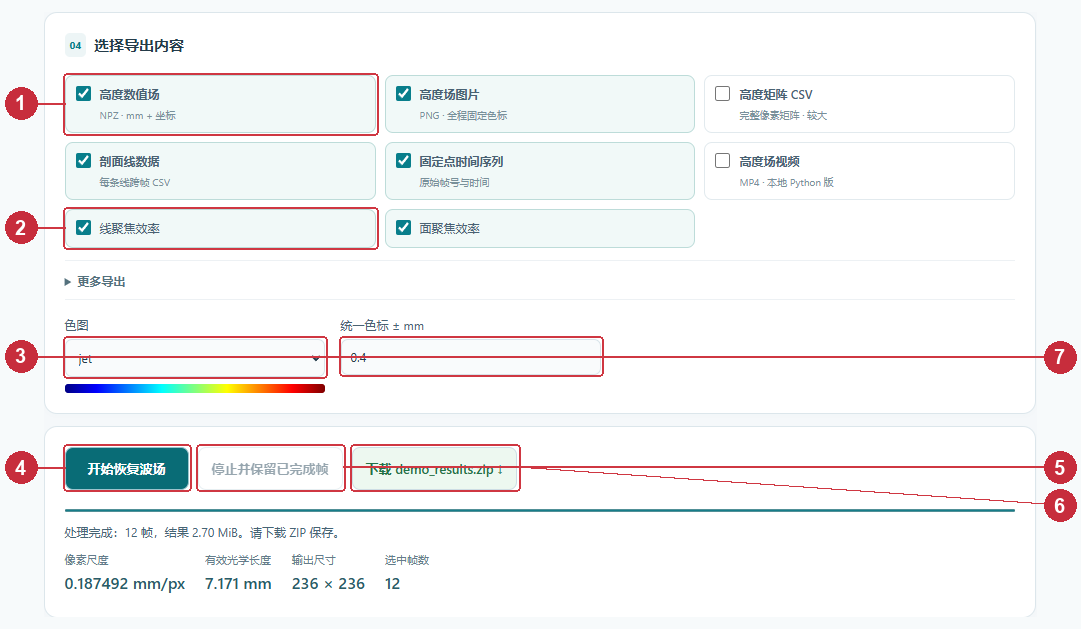 04 选择导出内容
1
高度数值场
NPZ · mm + 坐标
高度场图片
PNG · 全程固定色标
高度矩阵 CSV
完整像素矩阵 · 较大
剖面线数据
每条线跨帧 CSV
固定点时间序列
原始帧号与时间
高度场视频
MP4 · 本地 Python 版
2
线聚焦效率
面聚焦效率
▶ 更多导出
色图
统一色标 ± mm
3
jet
0.4
7
4
开始恢复波场
停止并保留已完成帧
下载 demo_results.zip ↓
5
6
处理完成：12 帧，结果 2.70 MiB。请下载 ZIP 保存。
像素尺度
有效光学长度
输出尺寸
选中帧数
0.187492 mm/px
7.171 mm
236 × 236
12